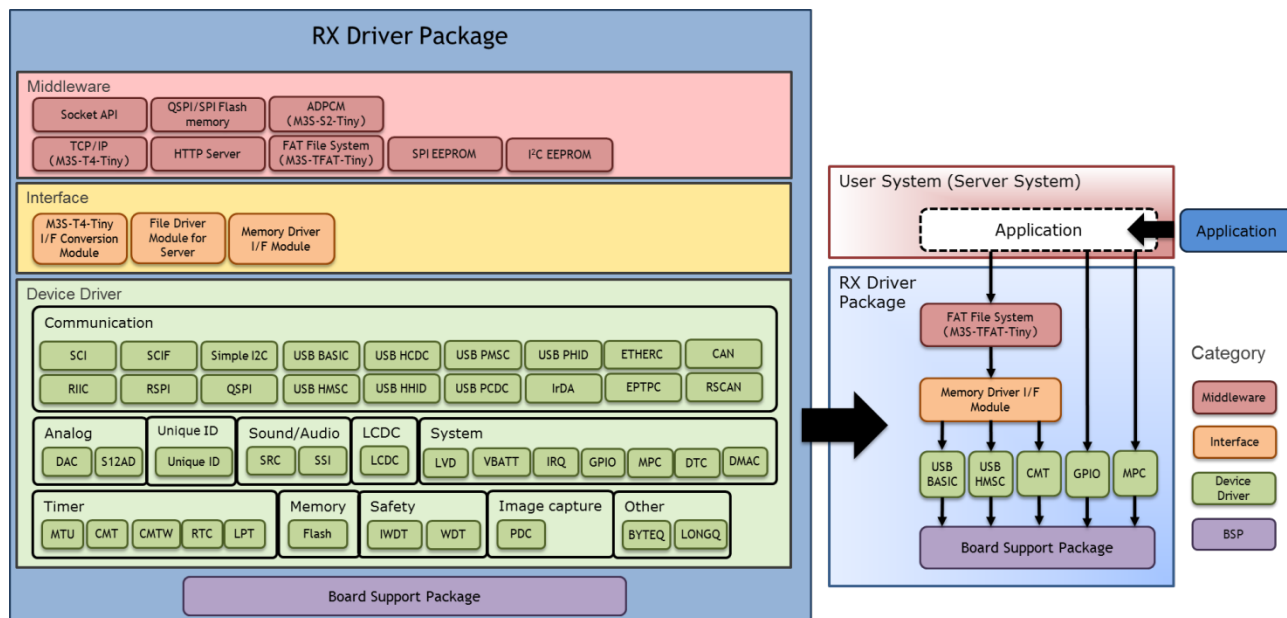 RX Driver Package
Middleware
Socket API
QSPI/SPI Flash
memory
ADPCM
(M3S-S2-Tiny)
TCP/IP
(M3S-T4-Tiny)
HTTP Server
FAT File System
(M3S-TFAT-Tiny)
SPI EEPROM
I²C EEPROM
Interface
M3S-T4-Tiny
I/F Conversion
Module
File Driver
Module for
Server
Memory Driver
I/F Module
Device Driver
Communication
SCI
SCIF
Simple I2C
USB BASIC
USB HCDC
USB PMSC
USB PHID
ETHERC
CAN
RIIC
RSPI
QSPI
USB HMSC
USB HHID
USB PCDC
IrDA
EPTPC
RSCAN
Analog
DAC
S12AD
Unique ID
Unique ID
Sound/Audio
SRC
SSI
LCDC
LCDC
System
LVD
VBATT
IRQ
GPIO
MPC
DTC
DMAC
Timer
MTU
CMT
CMTW
RTC
LPT
Memory
Flash
Safety
IWDT
WDT
Image capture
PDC
Other
BYTEQ
LONGQ
Board Support Package
User System (Server System)
Application
Application
RX Driver
Package
FAT File System
(M3S-TFAT-Tiny)
Memory Driver I/F
Module
USB
BASIC
USB
HMSC
CMT
GPIO
MPC
Board Support Package
Category
Middleware
Interface
Device
Driver
BSP